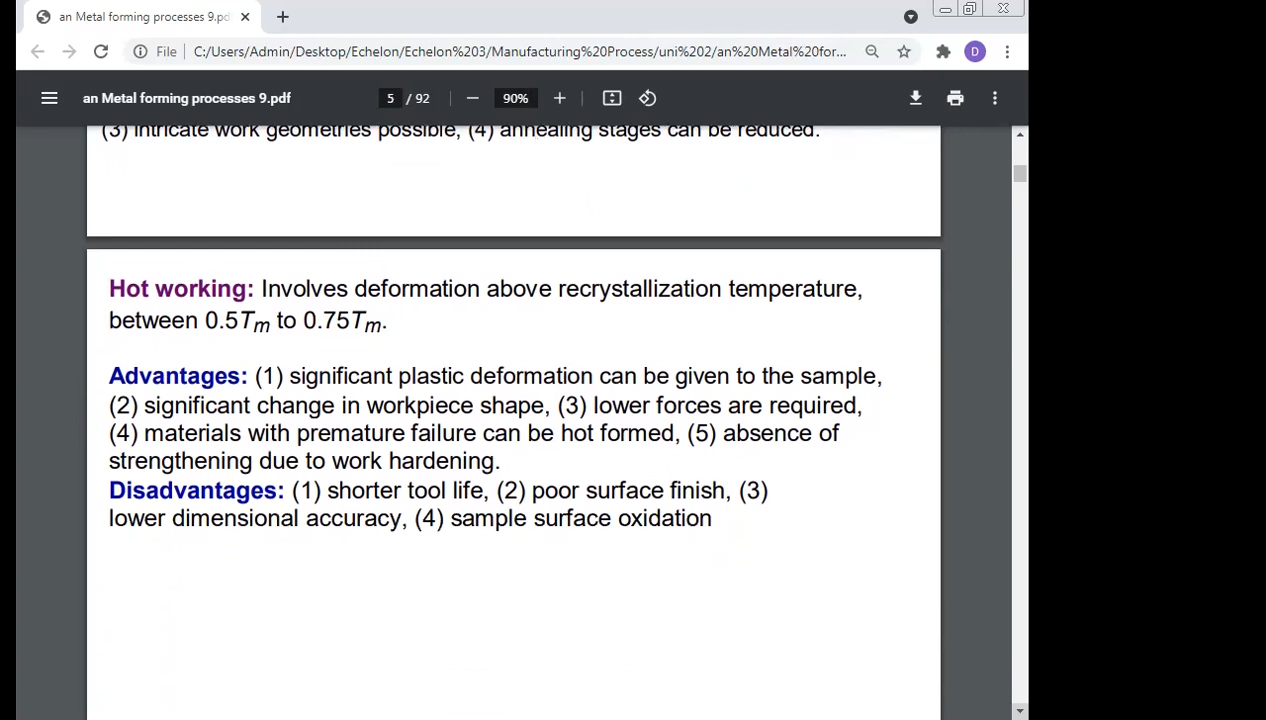 an Metal forming processes 9.pd
File C:/Users/Admin/Desktop/Echelon/Echelon%203/Manufacturing%20Process/uni%202/an%20Metal%20for...
D
an Metal forming processes 9.pdf
5 / 92
90%
(3) intricate work geometries possible, (4) annealing stages can be reduced.
Hot working: Involves deformation above recrystallization temperature,
between 0.5Tm to 0.75Tm.
Advantages: (1) significant plastic deformation can be given to the sample,
(2) significant change in workpiece shape, (3) lower forces are required,
(4) materials with premature failure can be hot formed, (5) absence of
strengthening due to work hardening.
Disadvantages: (1) shorter tool life, (2) poor surface finish, (3)
lower dimensional accuracy, (4) sample surface oxidation